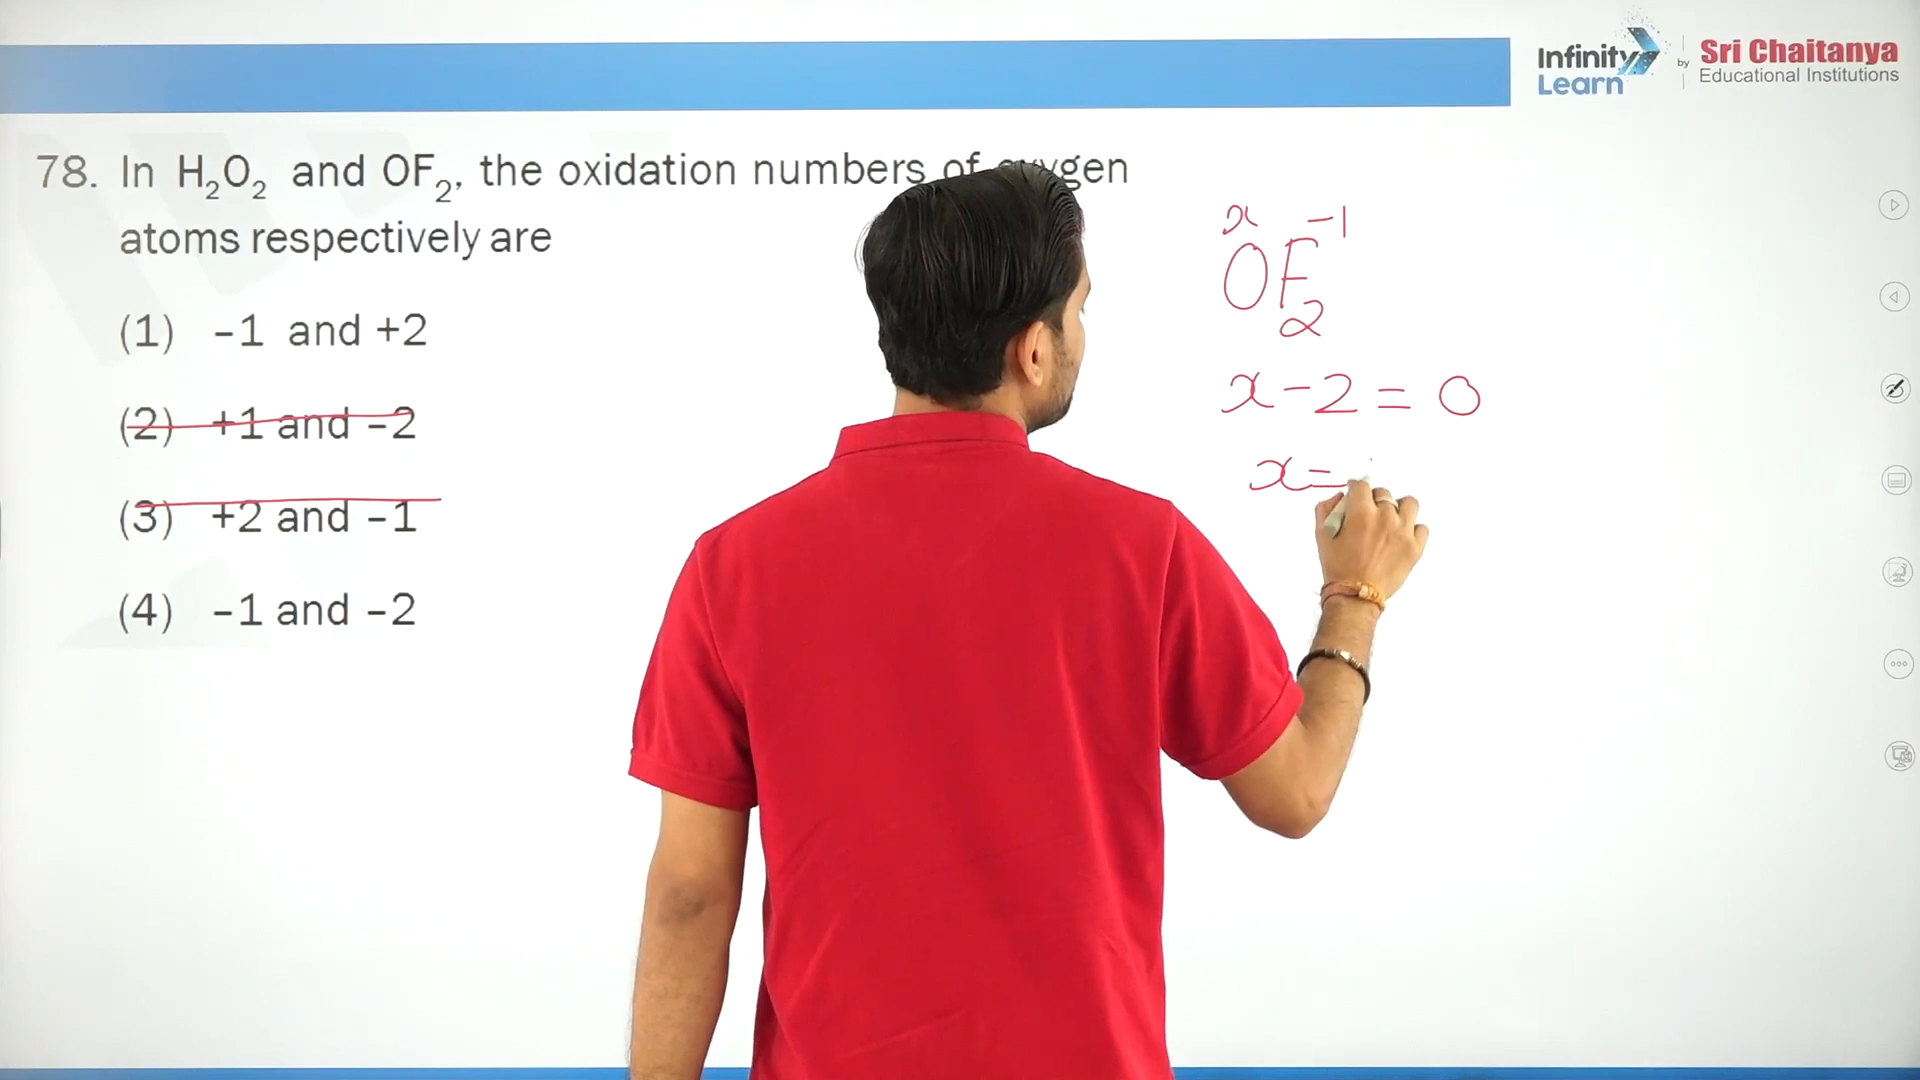 Infinity Learn by Sri Chaitanya Educational Institutions
78. In H₂O₂ and OF₂, the oxidation numbers of oxygen
atoms respectively are
(1) –1 and +2
(2) +1 and –2
(3) +2 and –1
(4) –1 and –2
x –1
OF₂
x – 2 = 0
x =